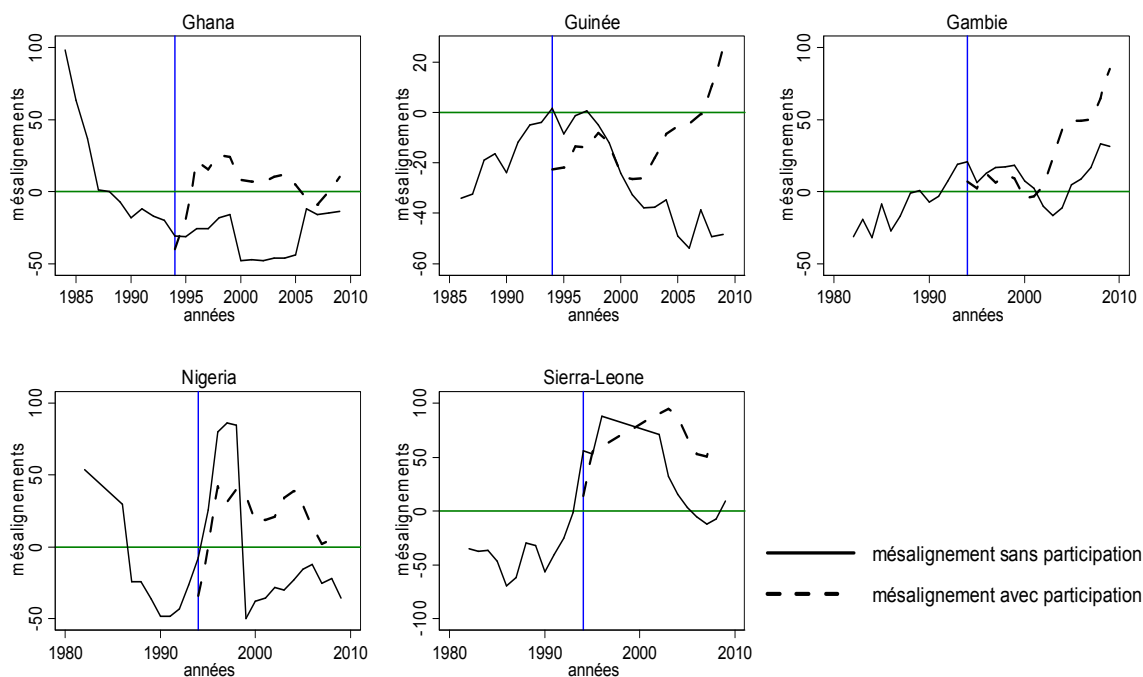 Ghana
mésalignements
100
50
0
-50
1985
1990
1995
2000
2005
2010
années
Guinée
mésalignements
20
0
-20
-40
-60
1985
1990
1995
2000
2005
2010
années
Gambie
mésalignements
100
50
0
-50
1980
1990
2000
2010
années
Nigeria
mésalignements
100
50
0
-50
1980
1990
2000
2010
années
Sierra-Leone
mésalignements
100
50
0
-50
-100
1980
1990
2000
2010
années
mésalignement sans participation
mésalignement avec participation